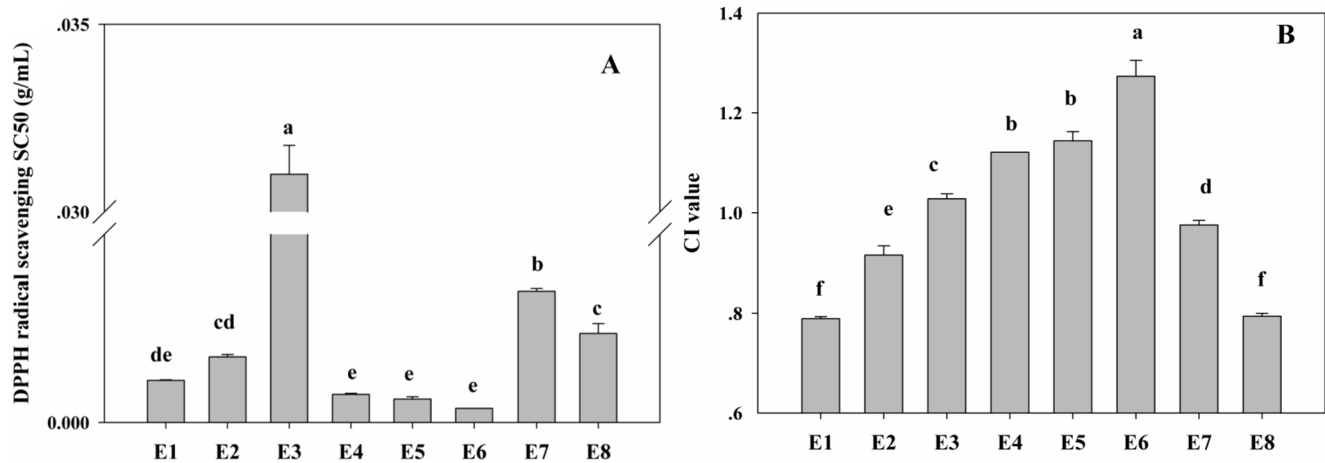 DPPH radical scavenging SC50 (g/mL)
.035
.030
0.000
A
de
cd
a
e
e
e
b
c
E1 E2 E3 E4 E5 E6 E7 E8
CI value
1.4
1.2
1.0
.8
.6
B
f
e
c
b
b
a
d
f
E1 E2 E3 E4 E5 E6 E7 E8